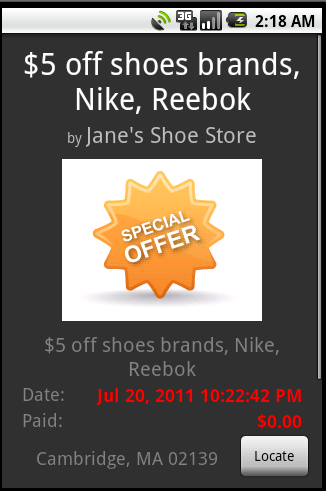 3G 2:18 AM
$5 off shoes brands,
Nike, Reebok
by Jane's Shoe Store
SPECIAL
OFFER
$5 off shoes brands, Nike,
Reebok
Date: Jul 20, 2011 10:22:42 PM
Paid: $0.00
Cambridge, MA 02139 Locate